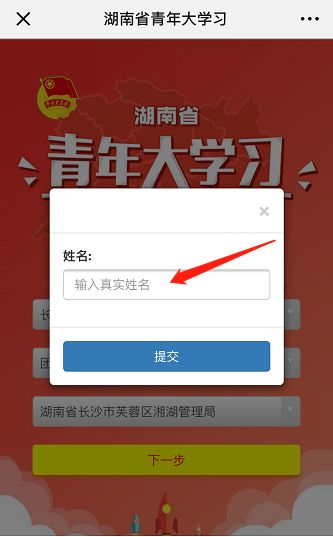 湖南省青年大学习
湖南省
青年大学习
姓名:
输入真实姓名
提交
长
团
湖南省长沙市芙蓉区湘湖管理局
下一步